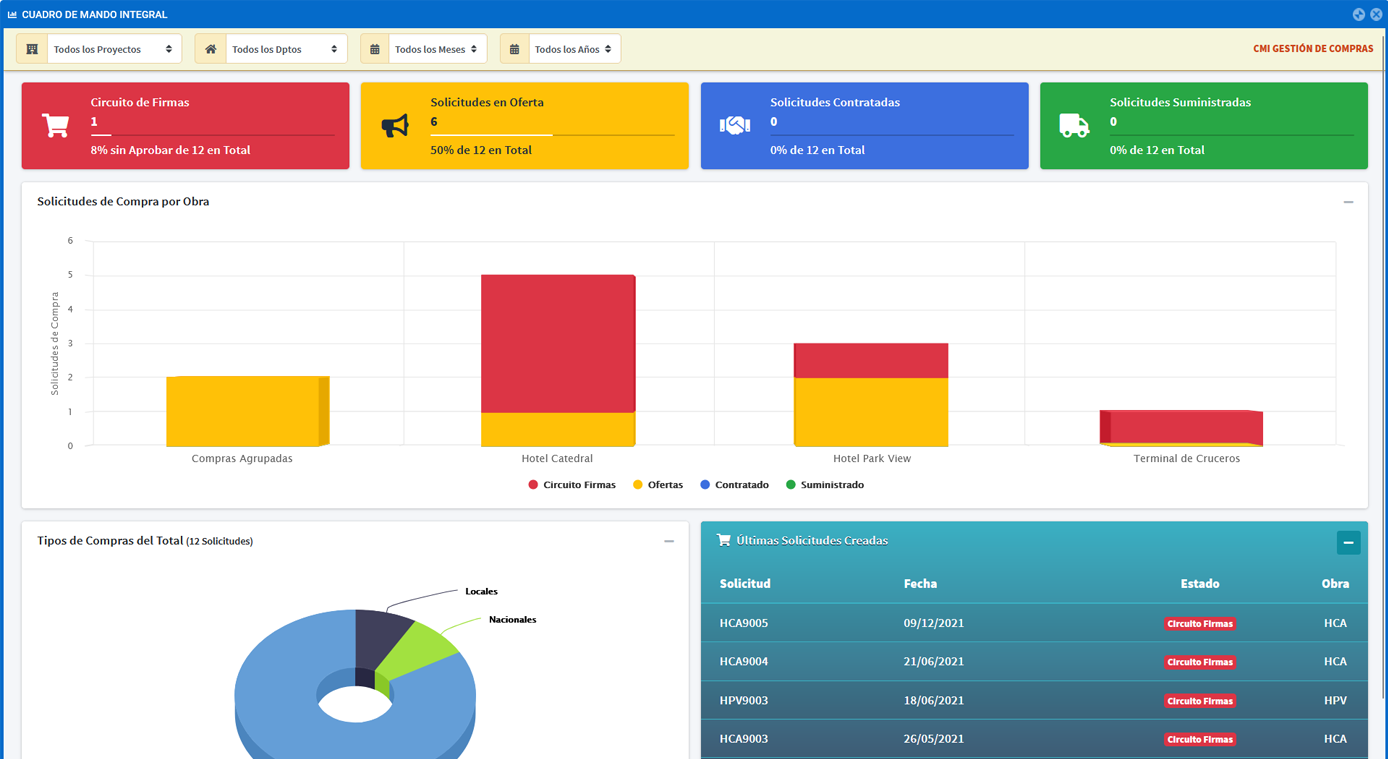 CUADRO DE MANDO INTEGRAL
Todos los Proyectos
Todos los Dptos
Todos los Meses
Todos los Años
CMI GESTIÓN DE COMPRAS
Circuito de Firmas
1
8% sin Aprobar de 12 en Total
Solicitudes en Oferta
6
50% de 12 en Total
Solicitudes Contratadas
0
0% de 12 en Total
Solicitudes Suministradas
0
0% de 12 en Total
Solicitudes de Compra por Obra
Solicitudes de Compra
6
5
4
3
2
1
0
Compras Agrupadas
Hotel Catedral
Hotel Park View
Terminal de Cruceros
Circuito Firmas
Ofertas
Contratado
Suministrado
Tipos de Compras del Total (12 Solicitudes)
Locales
Nacionales
Últimas Solicitudes Creadas
Solicitud Fecha Estado Obra
HCA9005 09/12/2021 Circuito Firmas HCA
HCA9004 21/06/2021 Circuito Firmas HCA
HPV9003 18/06/2021 Circuito Firmas HPV
HCA9003 26/05/2021 Circuito Firmas HCA